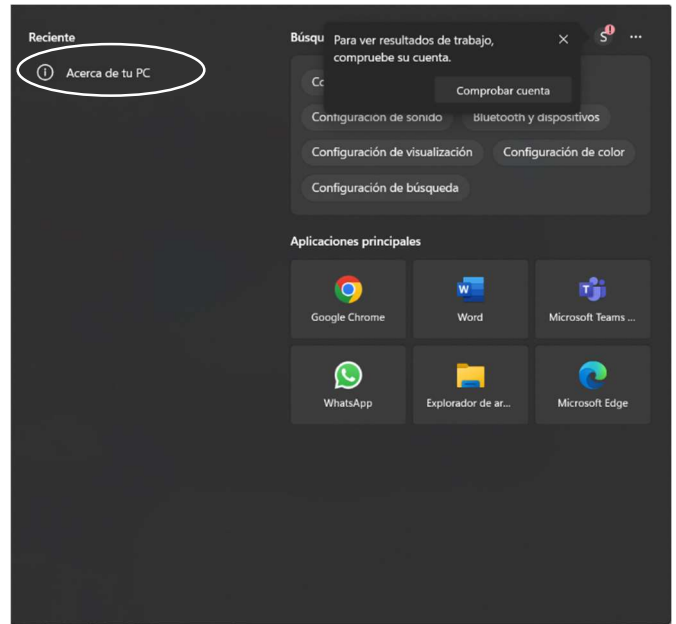 Reciente
Acerca de tu PC
Búsqu
Para ver resultados de trabajo,
compruebe su cuenta.
Comprobar cuenta
S
Co
Configuración de sonido
Bluetooth y dispositivos
Configuración de visualización
Configuración de color
Configuración de búsqueda
Aplicaciones principales
Google Chrome
Word
Microsoft Teams ...
WhatsApp
Explorador de ar...
Microsoft Edge